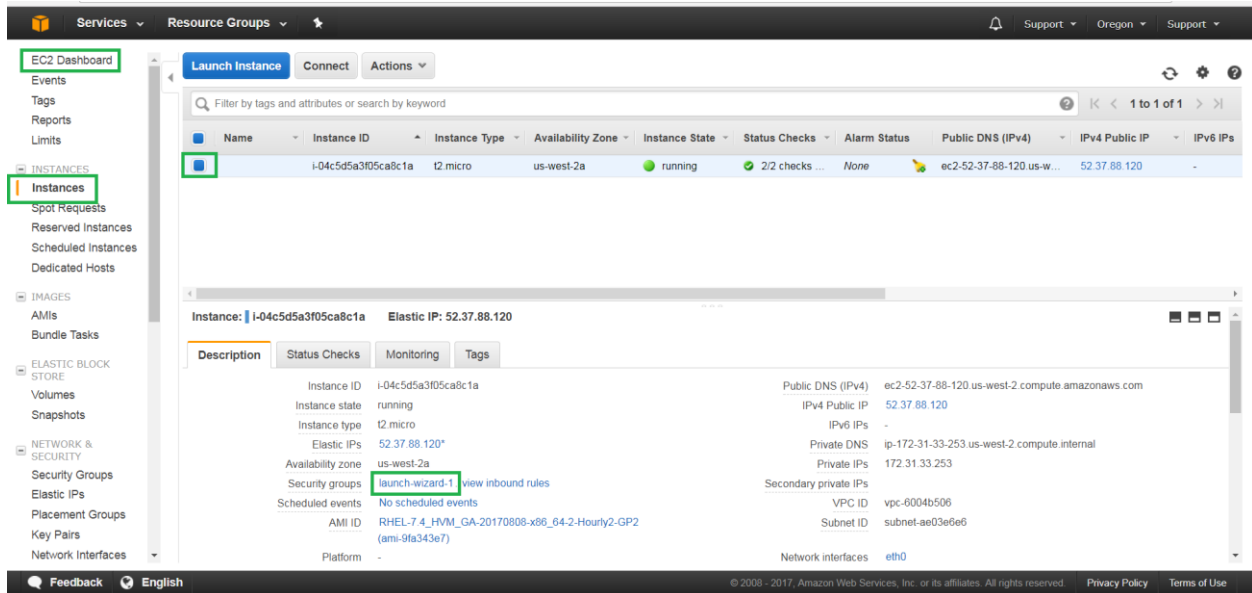 Services Resource Groups Support Oregon Support
EC2 Dashboard
Events
Tags
Reports
Limits
INSTANCES
Instances
Spot Requests
Reserved Instances
Scheduled Instances
Dedicated Hosts
IMAGES
AMIs
Bundle Tasks
ELASTIC BLOCK
STORE
Volumes
Snapshots
NETWORK &
SECURITY
Security Groups
Elastic IPs
Placement Groups
Key Pairs
Network Interfaces
Launch Instance Connect Actions
Filter by tags and attributes or search by keyword 1 to 1 of 1
Name Instance ID Instance Type Availability Zone Instance State Status Checks Alarm Status Public DNS (IPv4) IPv4 Public IP IPv6 IPs
i-04c5d5a3f05ca8c1a t2.micro us-west-2a running 2/2 checks ... None ec2-52-37-88-120.us-w... 52.37.88.120 -
Instance: i-04c5d5a3f05ca8c1a Elastic IP: 52.37.88.120
Description Status Checks Monitoring Tags
Instance ID i-04c5d5a3f05ca8c1a Public DNS (IPv4) ec2-52-37-88-120.us-west-2.compute.amazonaws.com
Instance state running IPv4 Public IP 52.37.88.120
Instance type t2.micro IPv6 IPs -
Elastic IPs 52.37.88.120* Private DNS ip-172-31-33-253.us-west-2.compute.internal
Availability zone us-west-2a Private IPs 172.31.33.253
Security groups launch-wizard-1. view inbound rules Secondary private IPs
Scheduled events No scheduled events VPC ID vpc-6004b506
AMI ID RHEL-7.4_HVM_GA-20170808-x86_64-2-Hourly2-GP2 Subnet ID subnet-ae03e6e6
(ami-9fa343e7)
Platform - Network interfaces eth0
Feedback English © 2008 - 2017, Amazon Web Services, Inc. or its affiliates. All rights reserved. Privacy Policy Terms of Use